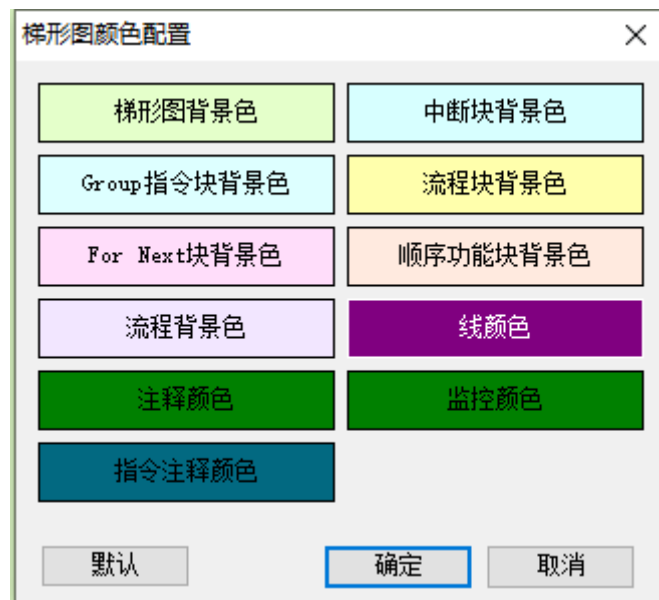 梯形图颜色配置
梯形图背景色
中断块背景色
Group指令块背景色
流程块背景色
For Next块背景色
顺序功能块背景色
流程背景色
线颜色
注释颜色
监控颜色
指令注释颜色
默认
确定
取消